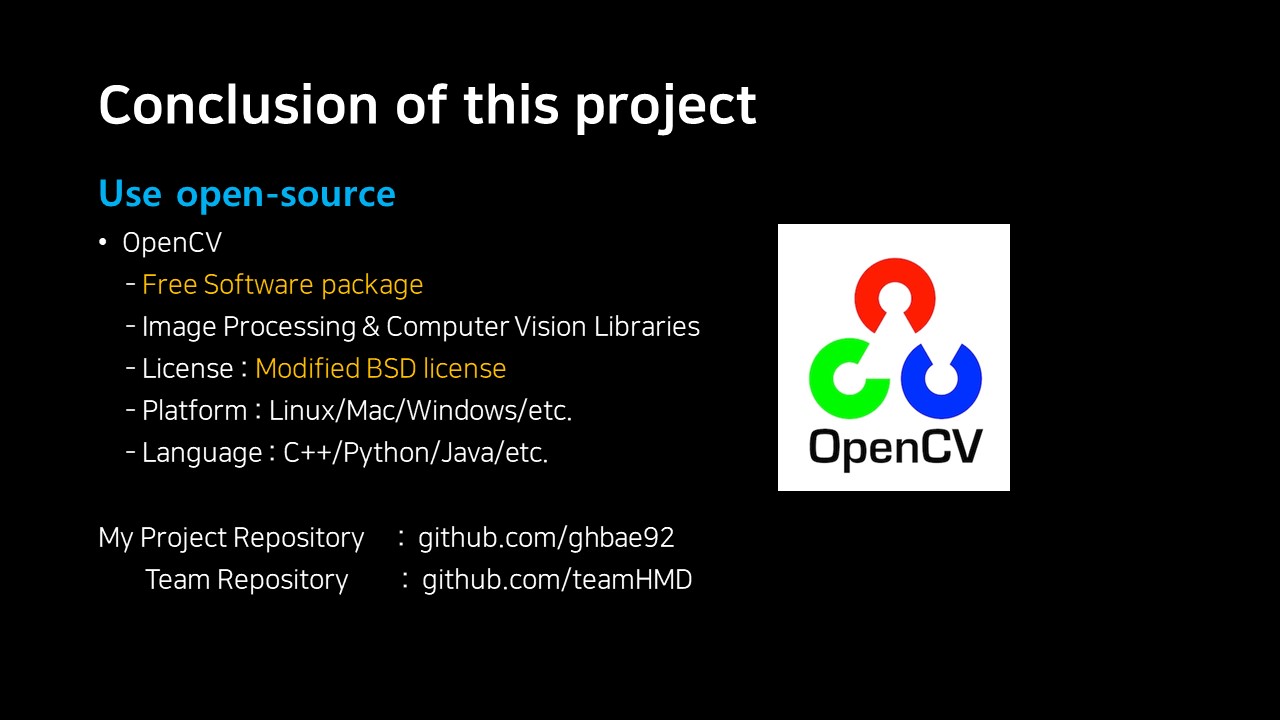 Conclusion of this project
Use open-source
• OpenCV
- Free Software package
- Image Processing & Computer Vision Libraries
- License : Modified BSD license
- Platform : Linux/Mac/Windows/etc.
- Language : C++/Python/Java/etc.
OpenCV
My Project Repository : github.com/ghbae92
Team Repository : github.com/teamHMD